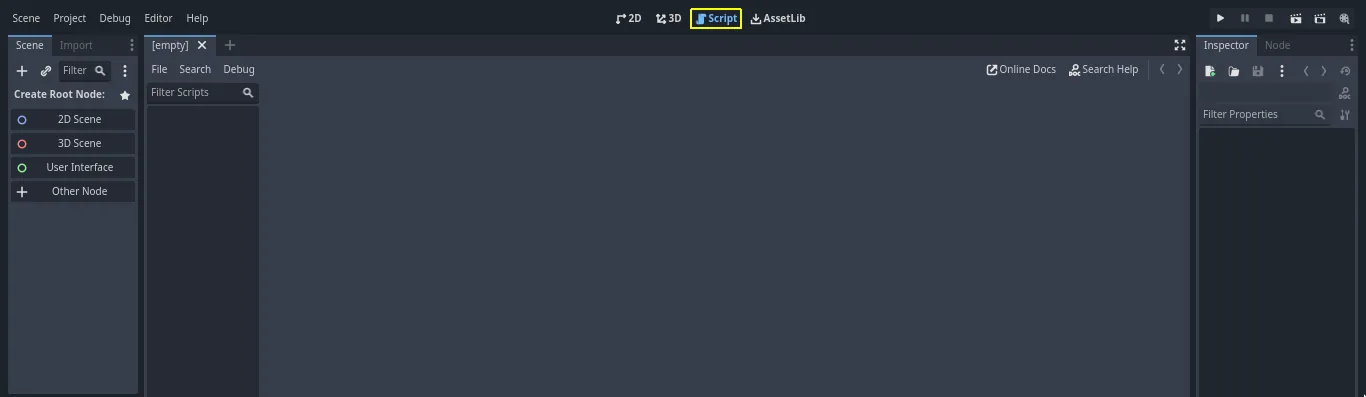 Scene Project Debug Editor Help 2D 3D Script AssetLib
Scene Import [empty] Inspector Node
Filter File Search Debug Online Docs Search Help
Create Root Node: Filter Scripts
DOC
Filter Properties
2D Scene
3D Scene
User Interface
Other Node